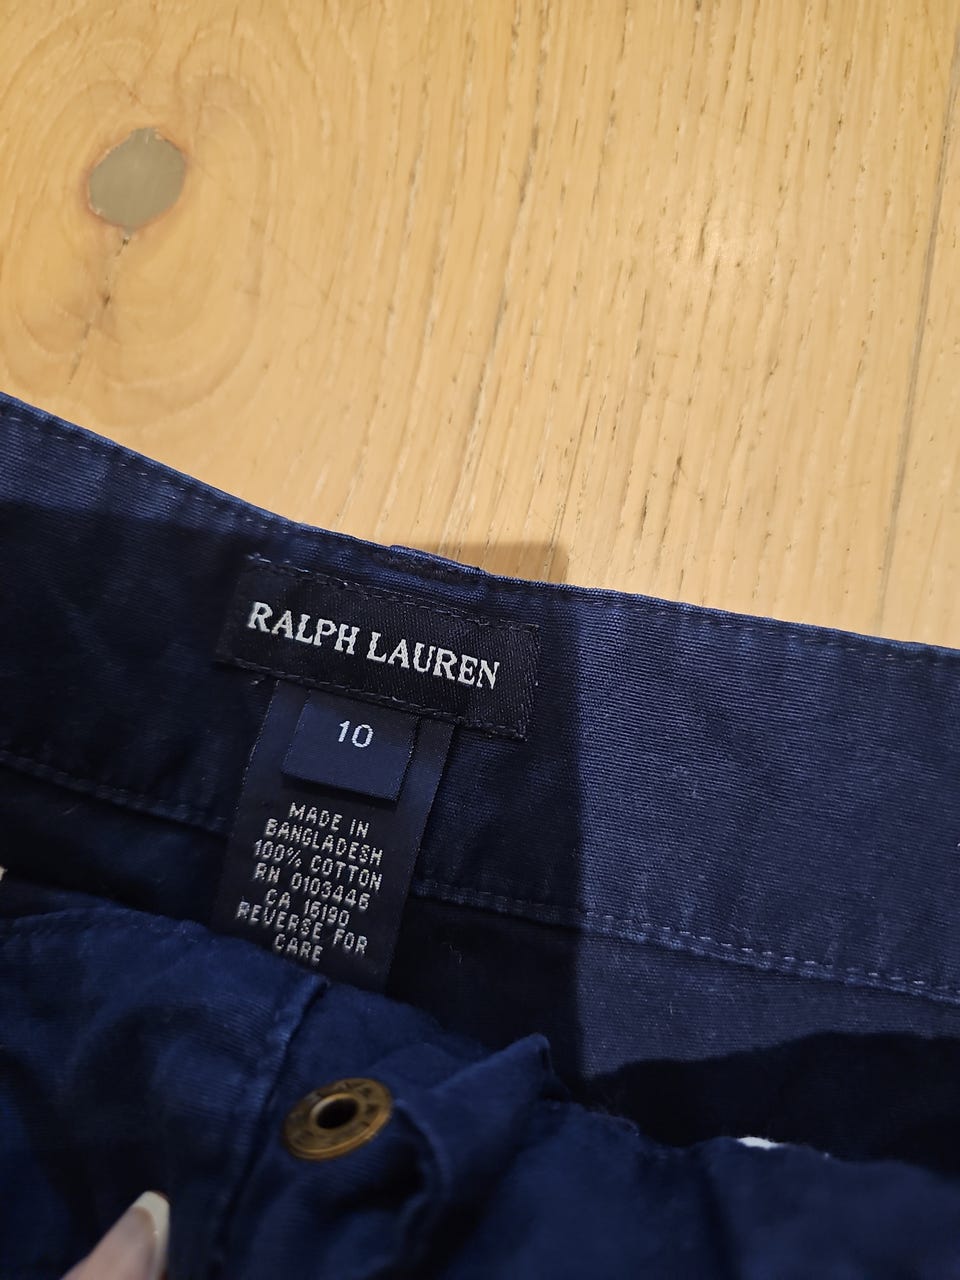 RALPH LAUREN
10
MADE IN
BANGLADESH
100% COTTON
RN 0103446
CA 16190
REVERSE FOR
CARE